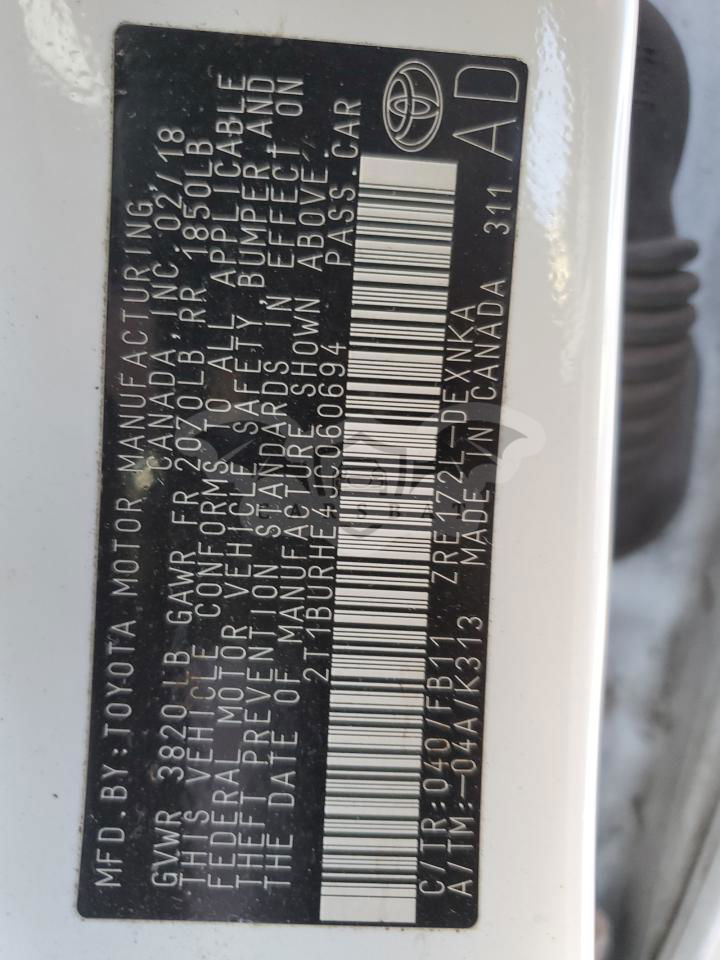 MFD.BY:TOYOTA MOTOR MANUFACTURING
CANADA, INC. 02/18
GVWR 3820LB GAWR FR 2070LB RR 1850LB
THIS VEHICLE CONFORMS TO ALL APPLICABLE
FEDERAL MOTOR VEHICLE SAFETY, BUMPER, AND
THEFT PREVENTION STANDARDS IN EFFECT ON
THE DATE OF MANUFACTURE SHOWN ABOVE.
2T1BURHE4JC060694 PASS.CAR
C/TR:040/FB11 ZRE172L-DEXNKA
A/TM:-04A/K313 MADE IN CANADA 311
AD
CARSBAT